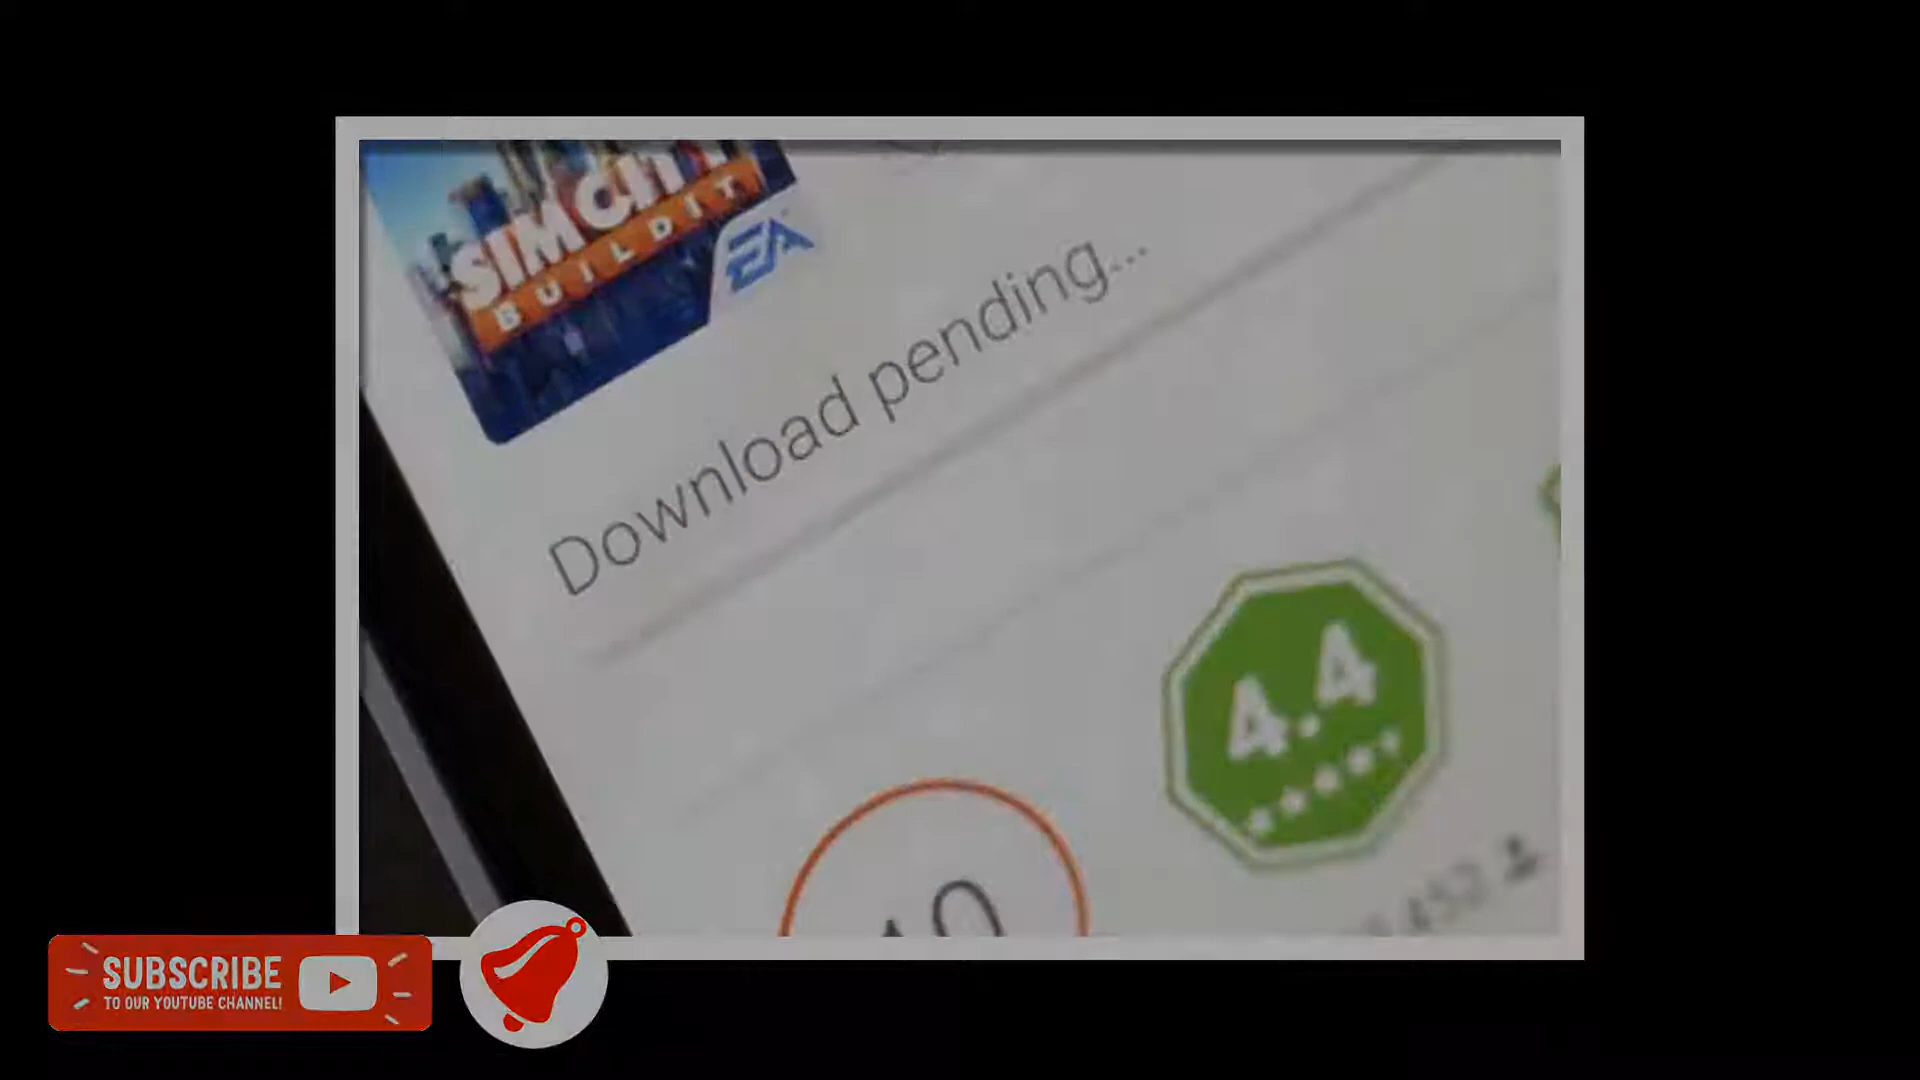 SIMCITY
BUILDIT
EA
Download pending...
4.4
SUBSCRIBE
TO OUR YOUTUBE CHANNEL!